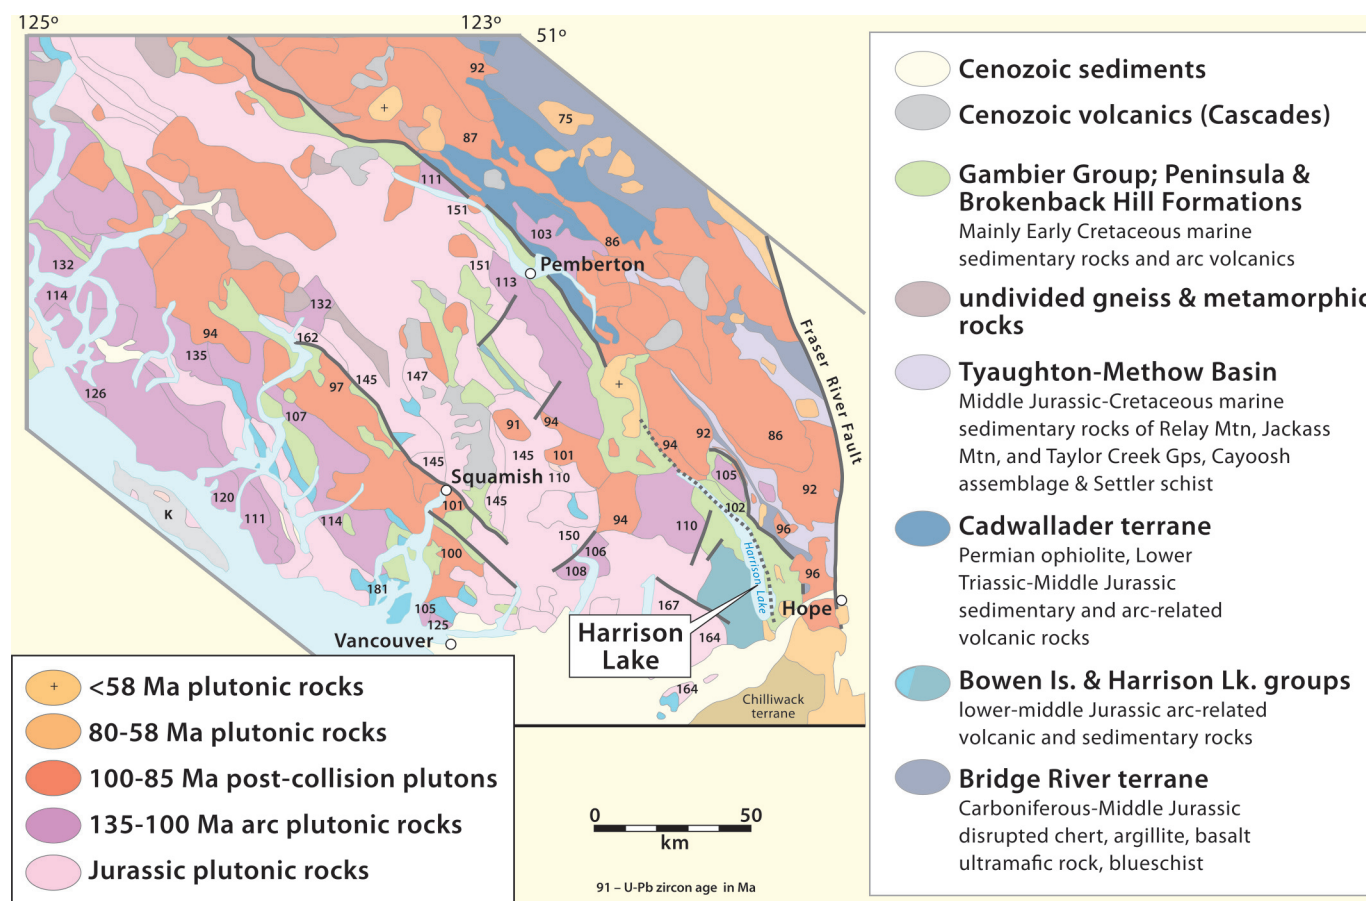 125º
123º
51º
92
75
87
111
151
103
86
132
151
Pemberton
113
114
132
94
162
135
97
145
147
Fraser River Fault
126
107
91
94
94
92
86
145
145
101
105
Squamish
110
92
145
102
120
101
K
111
114
94
110
96
150
100
106
Harrison Lake
108
96
181
167
Hope
105
125
Harrison
Lake
164
Vancouver
164
Chilliwack
terrane
+
+
Cenozoic sediments
Cenozoic volcanics (Cascades)
Gambier Group; Peninsula &
Brokenback Hill Formations
Mainly Early Cretaceous marine
sedimentary rocks and arc volcanics
undivided gneiss & metamorphic
rocks
Tyaughton-Methow Basin
Middle Jurassic-Cretaceous marine
sedimentary rocks of Relay Mtn, Jackass
Mtn, and Taylor Creek Gps, Cayoosh
assemblage & Settler schist
Cadwallader terrane
Permian ophiolite, Lower
Triassic-Middle Jurassic
sedimentary and arc-related
volcanic rocks
Bowen Is. & Harrison Lk. groups
lower-middle Jurassic arc-related
volcanic and sedimentary rocks
Bridge River terrane
Carboniferous-Middle Jurassic
disrupted chert, argillite, basalt
ultramafic rock, blueschist
+
<58 Ma plutonic rocks
80-58 Ma plutonic rocks
100-85 Ma post-collision plutons
135-100 Ma arc plutonic rocks
Jurassic plutonic rocks
0 50
km
91 – U-Pb zircon age in Ma